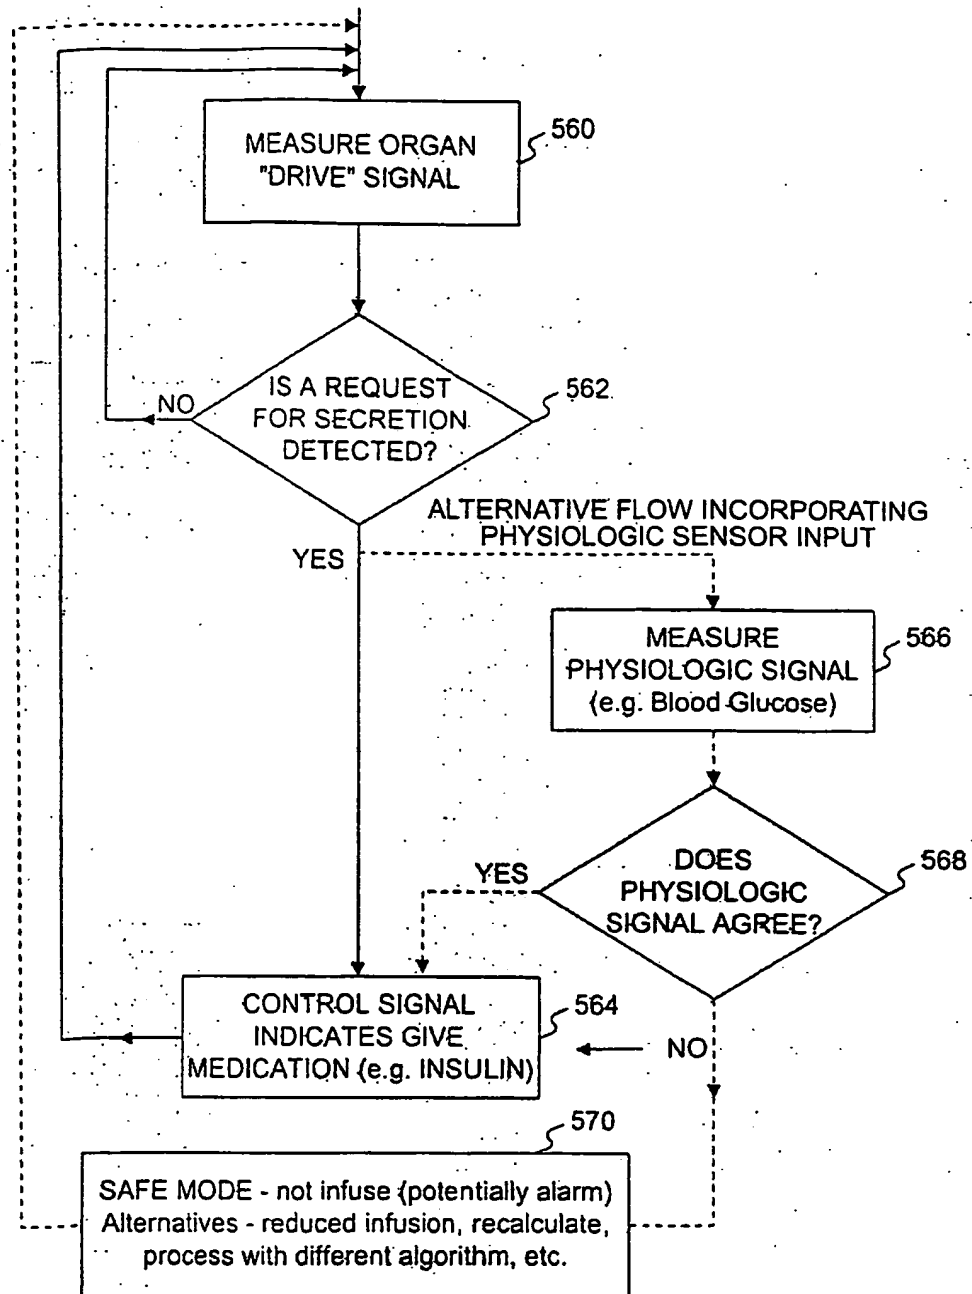 MEASURE ORGAN
"DRIVE" SIGNAL
560
IS A REQUEST
FOR SECRETION
DETECTED?
562
NO
YES
ALTERNATIVE FLOW INCORPORATING
PHYSIOLOGIC SENSOR INPUT
MEASURE
PHYSIOLOGIC SIGNAL
(e.g. Blood Glucose)
566
DOES
PHYSIOLOGIC
SIGNAL AGREE?
568
YES
CONTROL SIGNAL
INDICATES GIVE
MEDICATION (e.g. INSULIN)
564
NO
570
SAFE MODE - not infuse (potentially alarm)
Alternatives - reduced infusion, recalculate,
process with different algorithm, etc.